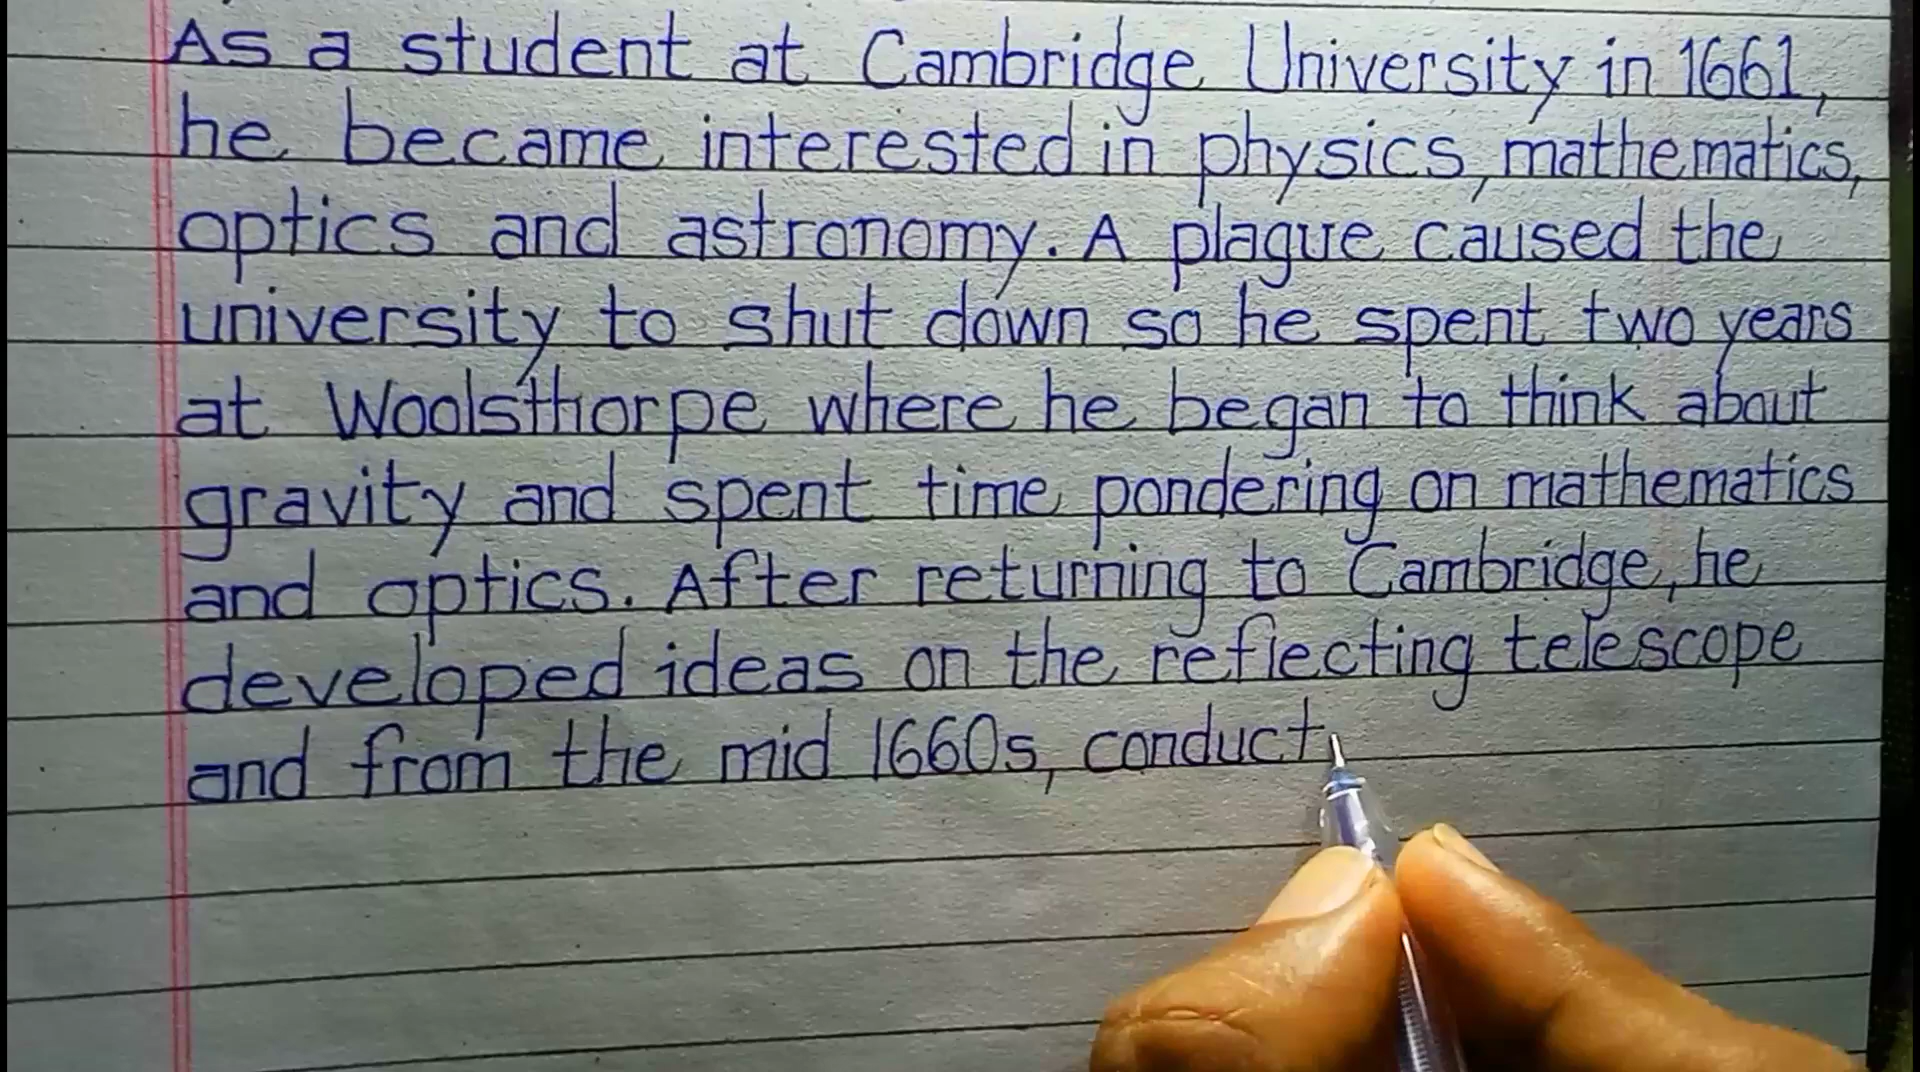 As a student at Cambridge University in 1661,
he became interested in physics, mathematics,
optics and astronomy. A plague caused the
university to shut down so he spent two years
at Woolsthorpe where he began to think about
gravity and spent time pondering on mathematics
and optics. After returning to Cambridge, he
developed ideas on the reflecting telescope
and from the mid 1660s, conduct